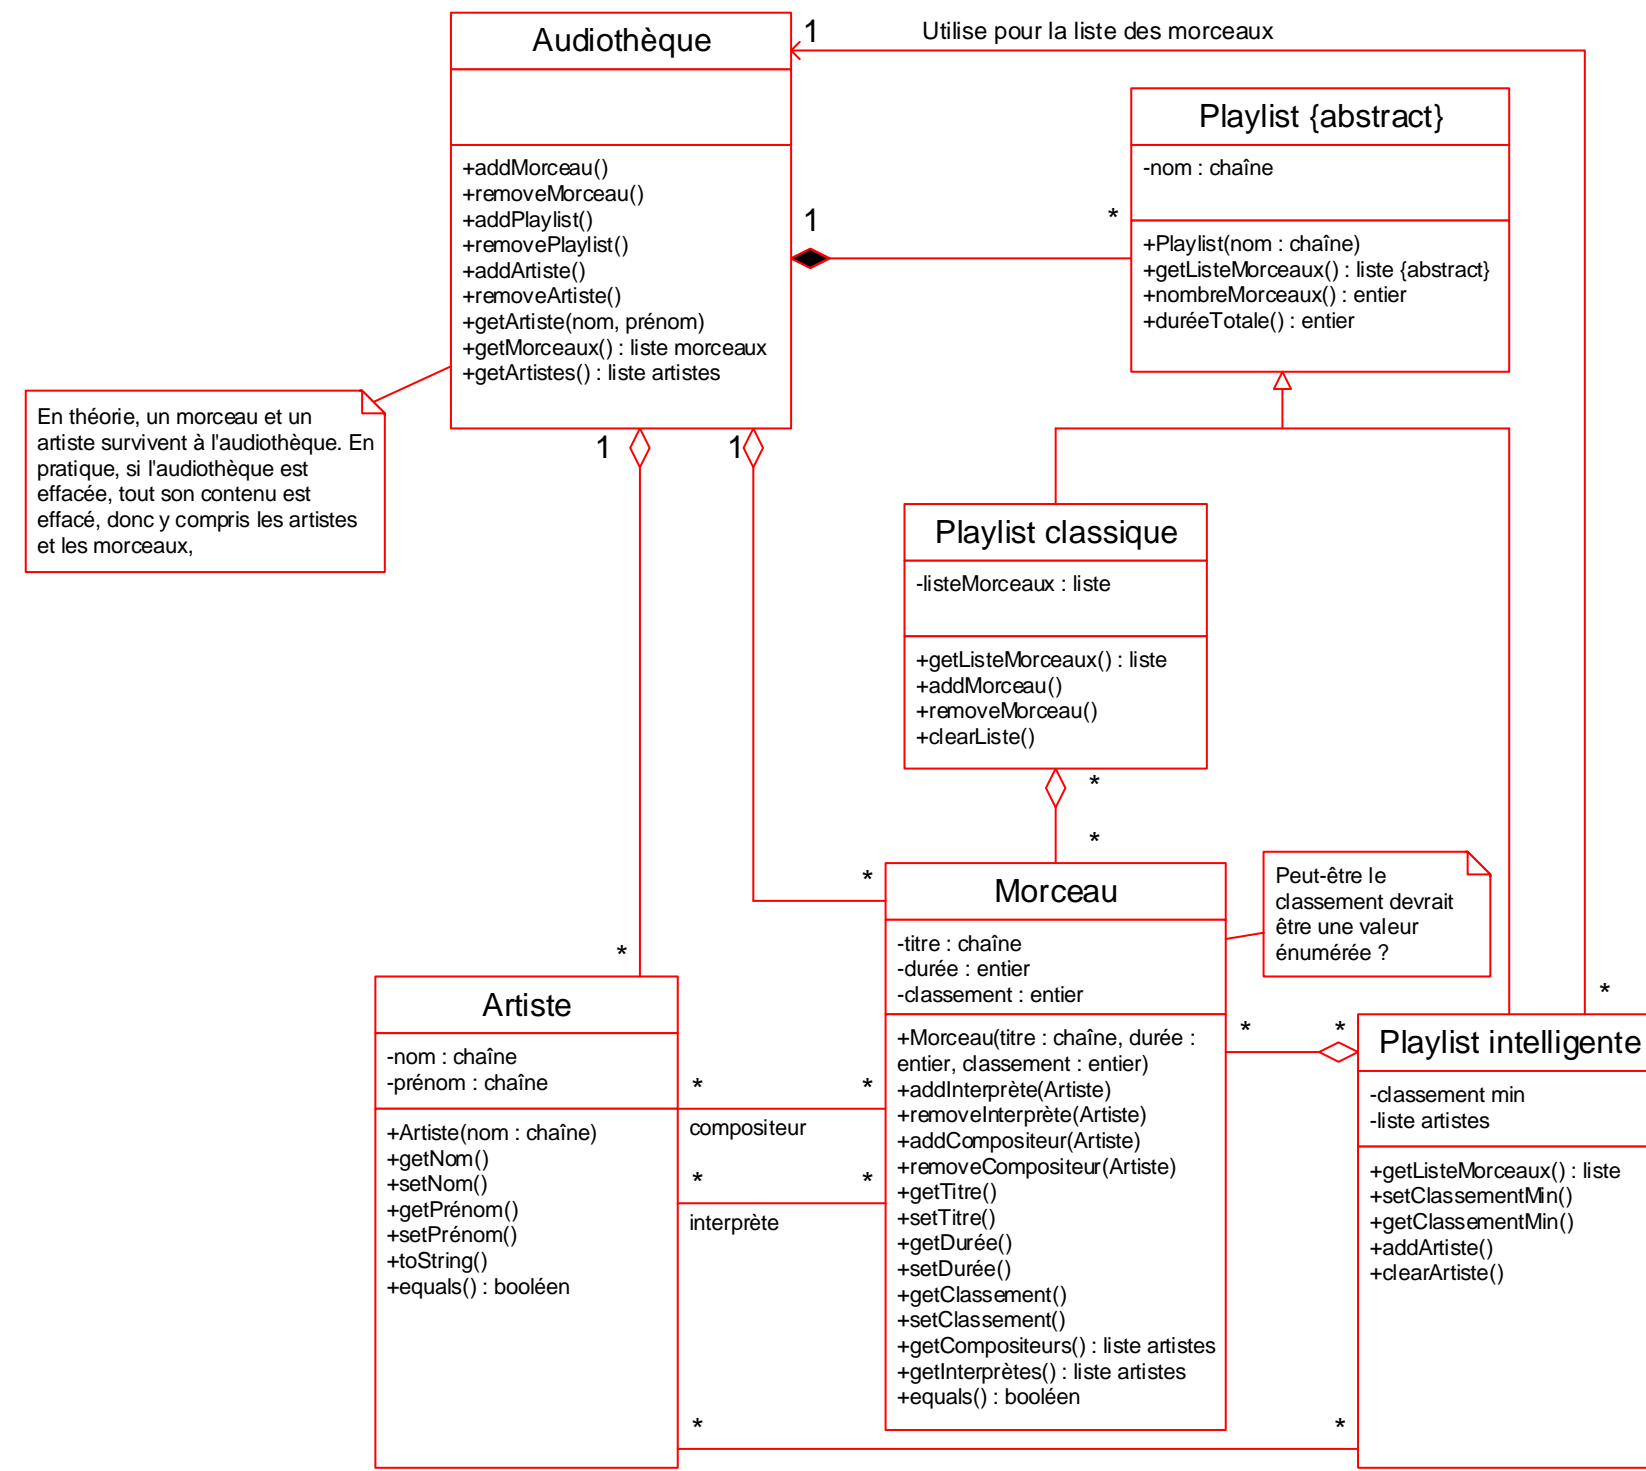 Audiothèque
+addMorceau()
+removeMorceau()
+addPlaylist()
+removePlaylist()
+addArtiste()
+removeArtiste()
+getArtiste(nom, prénom)
+getMorceaux() : liste morceaux
+getArtistes() : liste artistes
1
Utilise pour la liste des morceaux
Playlist {abstract}
-nom : chaîne
+Playlist(nom : chaîne)
+getListeMorceaux() : liste {abstract}
+nombreMorceaux() : entier
+duréeTotale() : entier
1
*
En théorie, un morceau et un
artiste survivent à l'audiothèque. En
pratique, si l'audiothèque est
effacée, tout son contenu est
effacé, donc y compris les artistes
et les morceaux,
1
1
Playlist classique
-listeMorceaux : liste
+getListeMorceaux() : liste
+addMorceau()
+removeMorceau()
+clearListe()
*
*
*
*
Morceau
-titre : chaîne
-durée : entier
-classement : entier
+Morceau(titre : chaîne, durée :
entier, classement : entier)
+addInterprète(Artiste)
+removeInterprète(Artiste)
+addCompositeur(Artiste)
+removeCompositeur(Artiste)
+getTitre()
+setTitre()
+getDurée()
+setDurée()
+getClassement()
+setClassement()
+getCompositeurs() : liste artistes
+getInterprètes() : liste artistes
+equals() : booléen
Peut-être le
classement devrait
être une valeur
énumérée ?
Artiste
-nom : chaîne
-prénom : chaîne
+Artiste(nom : chaîne)
+getNom()
+setNom()
+getPrénom()
+setPrénom()
+toString()
+equals() : booléen
*
*
compositeur
*
*
interprète
*
*
*
Playlist intelligente
-classement min
-liste artistes
+getListeMorceaux() : liste
+setClassementMin()
+getClassementMin()
+addArtiste()
+clearArtiste()
*
*